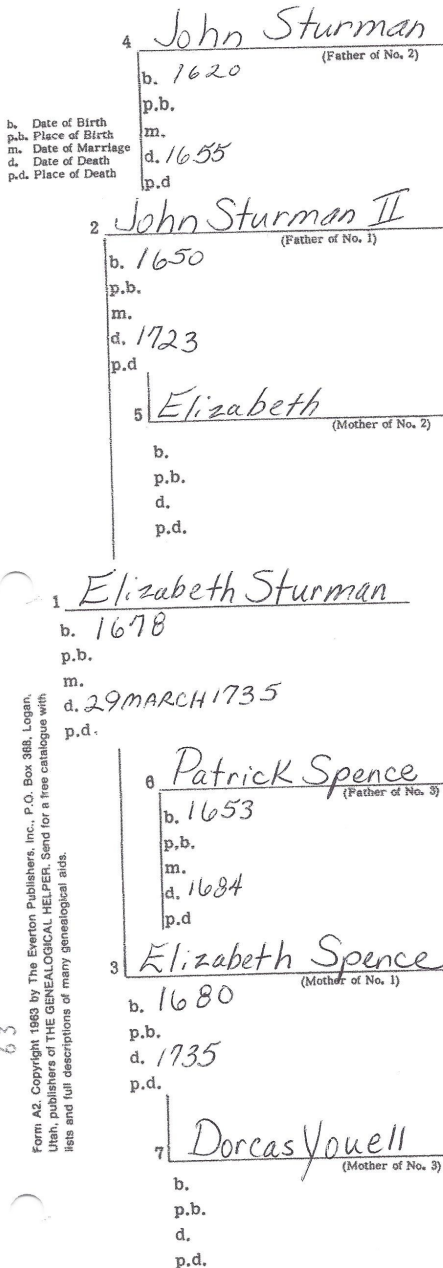 4 John Sturman
(Father of No. 2)
b. 1620
p.b.
m.
d. 1655
p.d
b. Date of Birth
p.b. Place of Birth
m. Date of Marriage
d. Date of Death
p.d. Place of Death
2 John Sturman II
(Father of No. 1)
b. 1650
p.b.
m.
d. 1723
p.d
5 Elizabeth
(Mother of No. 2)
b.
p.b.
d.
p.d.
1 Elizabeth Sturman
b. 1678
p.b.
m.
d. 29 MARCH 1735
p.d.
6 Patrick Spence
(Father of No. 3)
b. 1653
p.b.
m.
d. 1684
p.d
3 Elizabeth Spence
(Mother of No. 1)
b. 1680
p.b.
d. 1735
p.d.
7 Dorcas Youell
(Mother of No. 3)
b.
p.b.
d.
p.d.
Form A2. Copyright 1963 by The Everton Publishers, Inc., P.O. Box 368, Logan,
Utah, publishers of THE GENEALOGICAL HELPER. Send for a free catalogue with
lists and full descriptions of many genealogical aids.
63